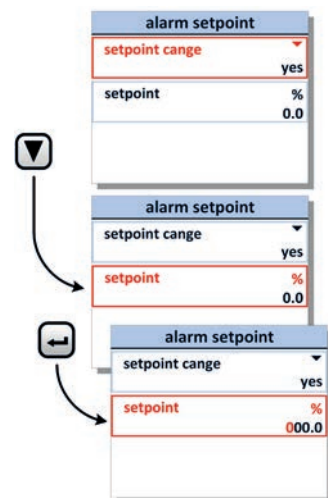 alarm setpoint
setpoint cange
yes
setpoint %
0.0
alarm setpoint
setpoint cange
yes
setpoint %
0.0
alarm setpoint
setpoint cange
yes
setpoint %
000.0